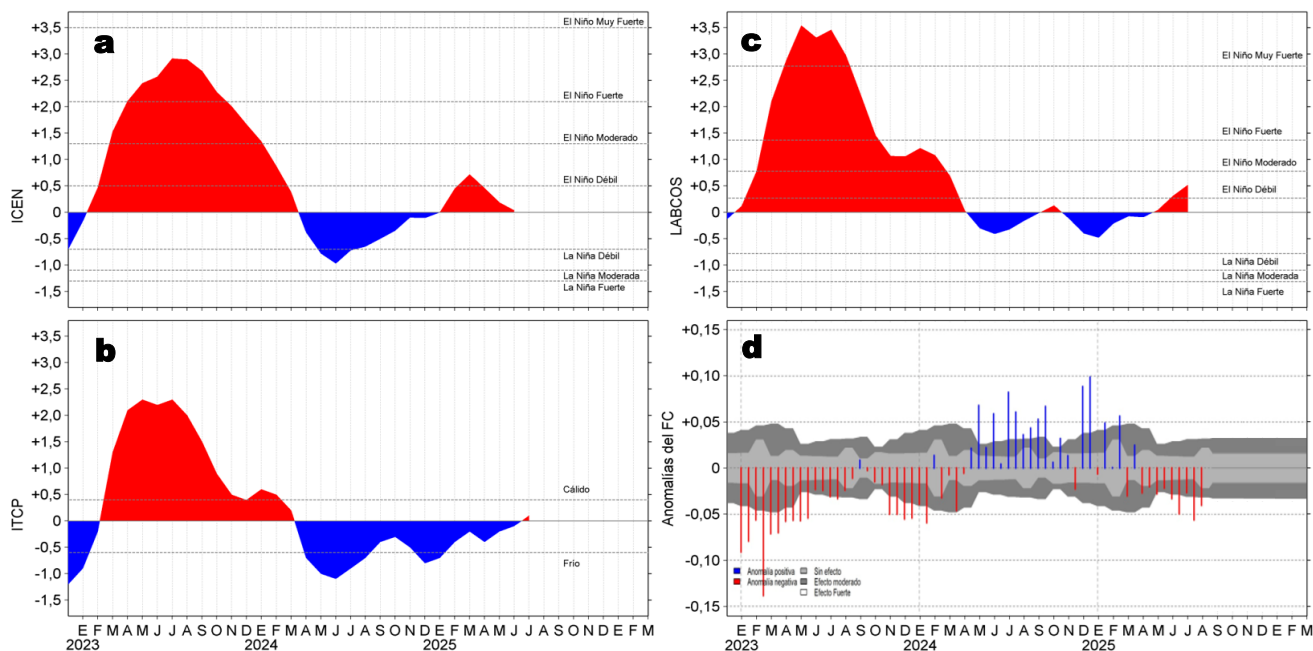 a
ICEN
+3,5
+3,0
+2,5
+2,0
+1,5
+1,0
+0,5
0
-0,5
-1,0
-1,5
El Niño Muy Fuerte
El Niño Fuerte
El Niño Moderado
El Niño Débil
La Niña Débil
La Niña Moderada
La Niña Fuerte
c
LABCOS
+3,5
+3,0
+2,5
+2,0
+1,5
+1,0
+0,5
0
-0,5
-1,0
-1,5
El Niño Muy Fuerte
El Niño Fuerte
El Niño Moderado
El Niño Débil
La Niña Débil
La Niña Moderada
La Niña Fuerte
b
ITCP
+3,5
+3,0
+2,5
+2,0
+1,5
+1,0
+0,5
0
-0,5
-1,0
-1,5
Cálido
Frío
E F M A M J J A S O N D E F M A M J J A S O N D E F M A M J J A S O N D E F M
2023 2024 2025
d
Anomalías del FC
+0,15
+0,10
+0,05
0
-0,05
-0,10
-0,15
Anomalía positiva
Anomalía negativa
Sin efecto
Efecto moderado
Efecto Fuerte
E F M A M J J A S O N D E F M A M J J A S O N D E F M A M J J A S O N D E F M
2023 2024 2025